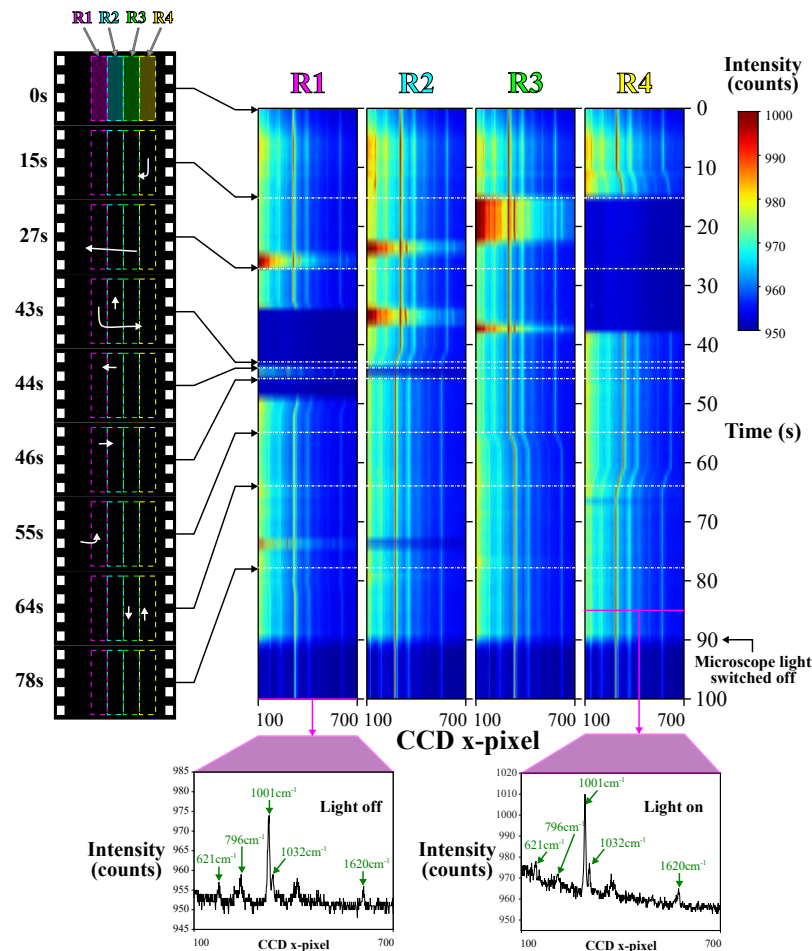 R1 R2 R3 R4
0s
15s
27s
43s
44s
46s
55s
64s
78s
R1 R2 R3 R4
Intensity
(counts)
1000
990
980
970
960
950
0
10
20
30
40
50
60
70
80
90
100
Time (s)
Microscope light
switched off
100 700 100 700 100 700 100 700
CCD x-pixel
985
980
975
970
965
960
955
950
945
Intensity
(counts)
1001cm-1
Light off
796cm-1
1032cm-1
621cm-1
1620cm-1
100 CCD x-pixel 700
1020
1010
1000
990
980
970
960
950
Intensity
(counts)
1001cm-1
Light on
796cm-1
1032cm-1
621cm-1
1620cm-1
100 CCD x-pixel 700